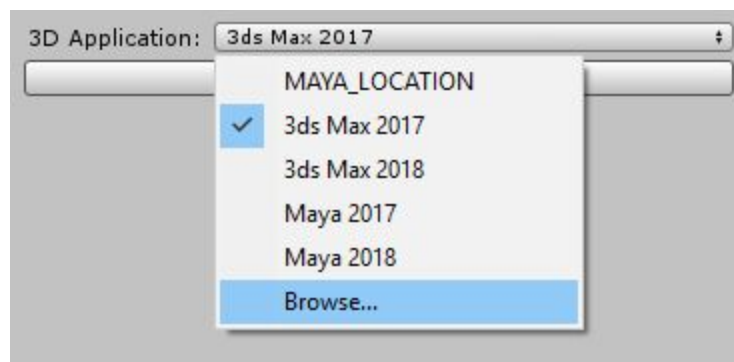 3D Application: 3ds Max 2017
MAYA_LOCATION
3ds Max 2017
3ds Max 2018
Maya 2017
Maya 2018
Browse...